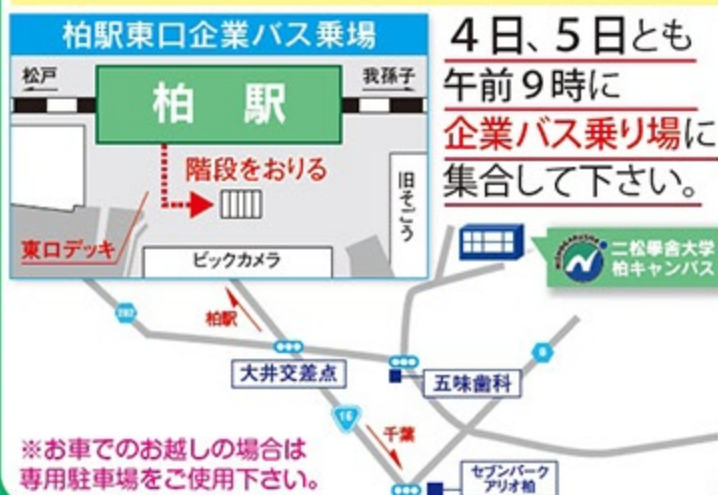 柏駅東口企業バス乗場
松戸
我孫子
柏 駅
階段をおりる
旧そごう
東口デッキ
ビックカメラ
４日、５日とも
午前９時に
企業バス乗り場に
集合して下さい。
二松學舎大学
柏キャンパス
282
柏駅
大井交差点
五味歯科
8
16
千葉
セブンパーク
アリオ柏
※お車でのお越しの場合は
専用駐車場をご使用下さい。